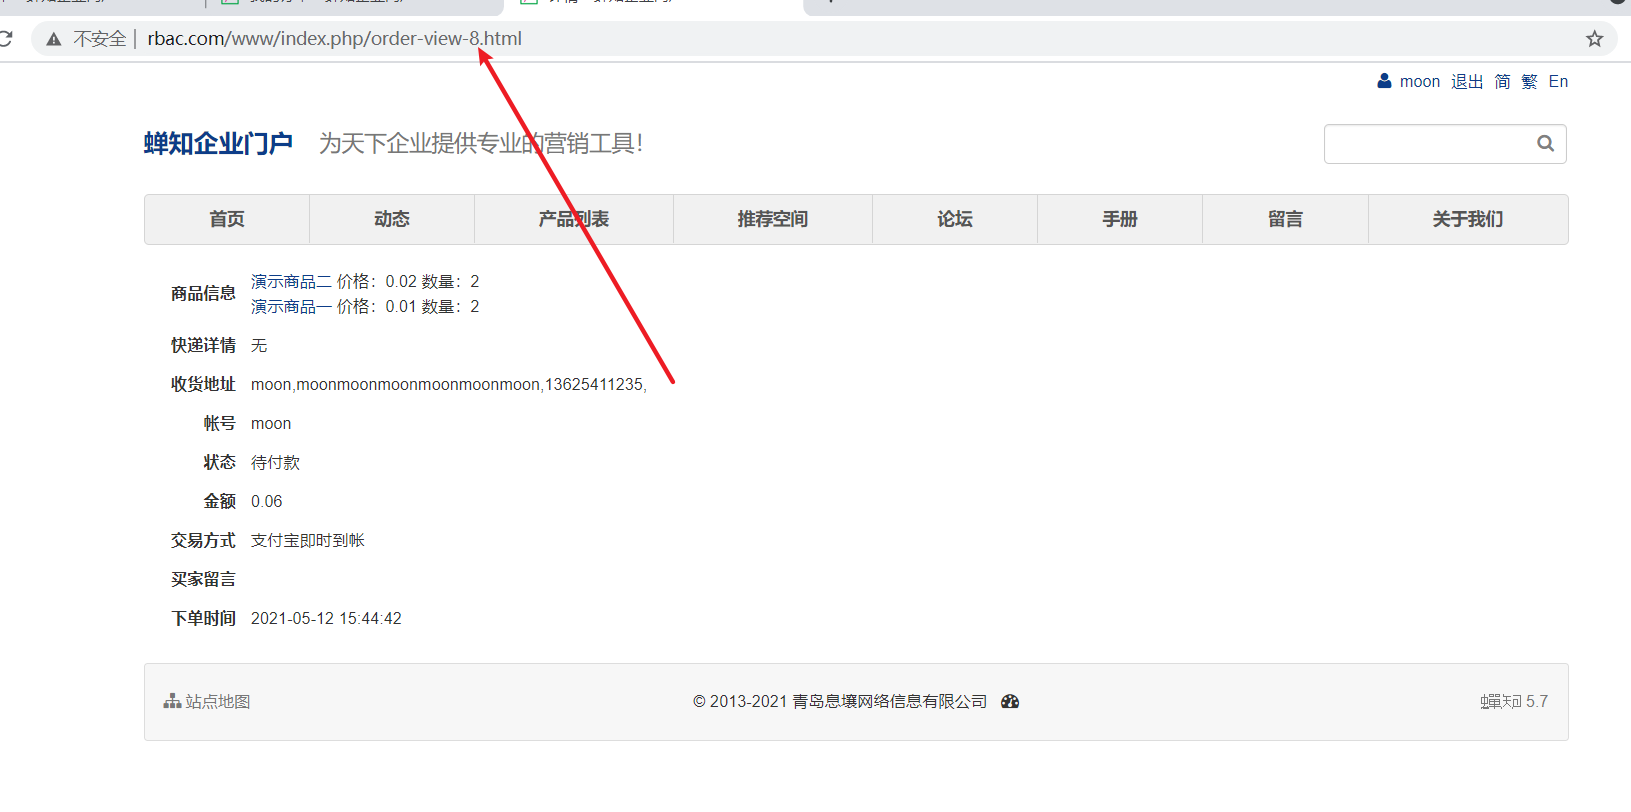 不安全 rbac.com/www/index.php/order-view-8.html
moon 退出 简 繁 En
蝉知企业门户 为天下企业提供专业的营销工具!
首页 动态 产品列表 推荐空间 论坛 手册 留言 关于我们
商品信息 演示商品二 价格：0.02 数量：2
演示商品一 价格：0.01 数量：2
快递详情 无
收货地址 moon,moonmoonmoonmoonmoonmoon,13625411235,
帐号 moon
状态 待付款
金额 0.06
交易方式 支付宝即时到帐
买家留言
下单时间 2021-05-12 15:44:42
站点地图 © 2013-2021 青岛息壤网络信息有限公司 蝉知 5.7